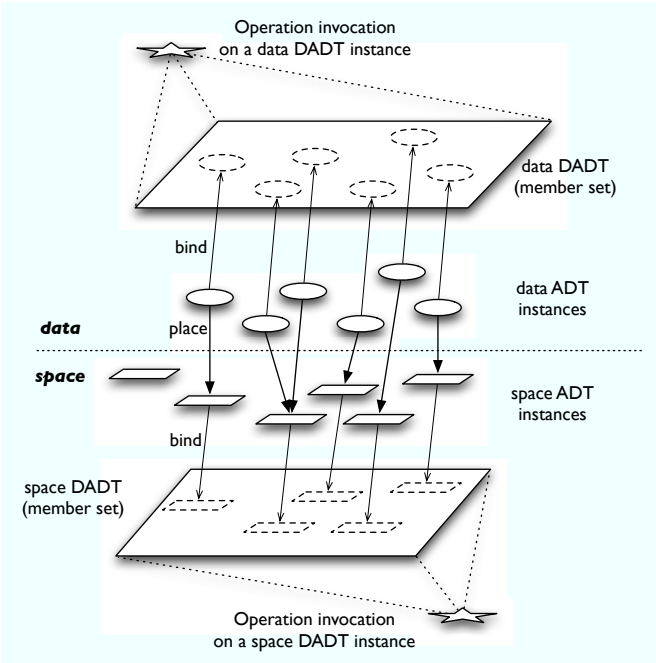 Operation invocation
on a data DADT instance
data DADT
(member set)
bind
data ADT
instances
data
place
space
space ADT
instances
bind
space DADT
(member set)
Operation invocation
on a space DADT instance